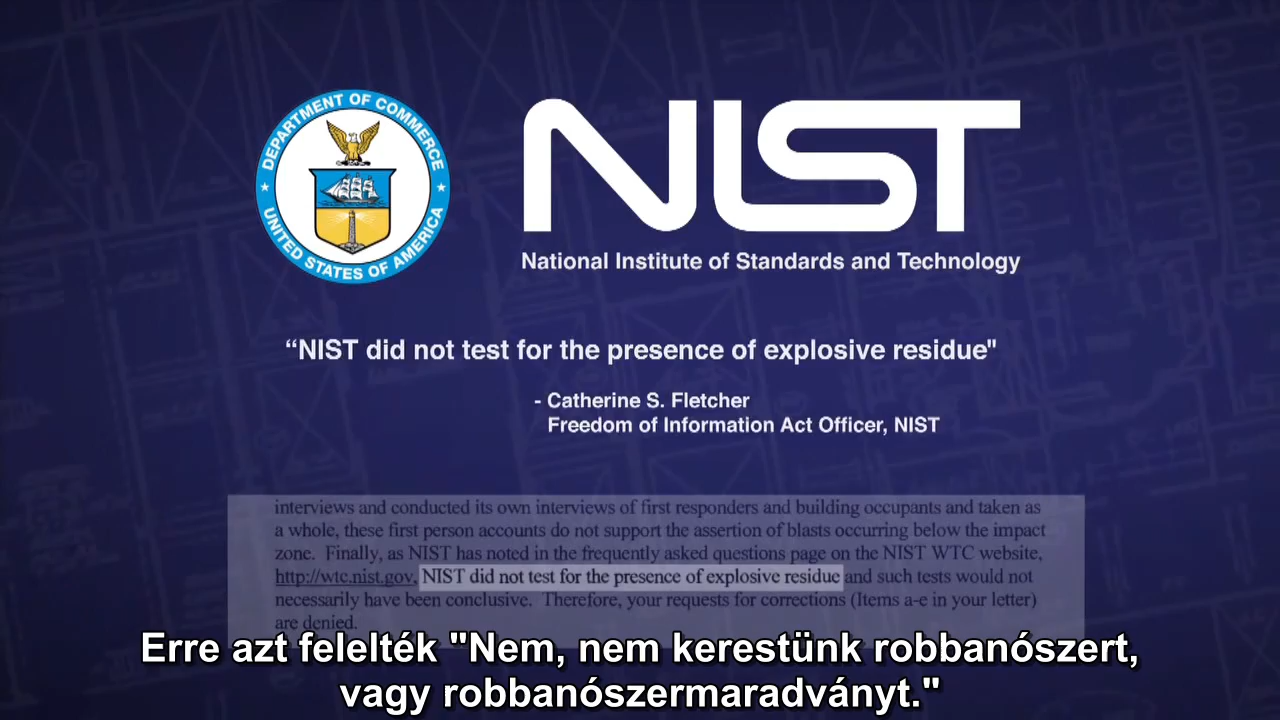 DEPARTMENT OF COMMERCE
UNITED STATES OF AMERICA
NIST
National Institute of Standards and Technology
“NIST did not test for the presence of explosive residue"
- Catherine S. Fletcher
Freedom of Information Act Officer, NIST
interviews and conducted its own interviews of first responders and building occupants and taken as
a whole, these first person accounts do not support the assertion of blasts occurring below the impact
zone. Finally, as NIST has noted in the frequently asked questions page on the NIST WTC website,
http://wtc.nist.gov, NIST did not test for the presence of explosive residue and such tests would not
necessarily have been conclusive. Therefore, your requests for corrections (Items a-e in your letter)
are denied.
Erre azt felelték "Nem, nem kerestünk robbanószert,
vagy robbanószermaradványt."